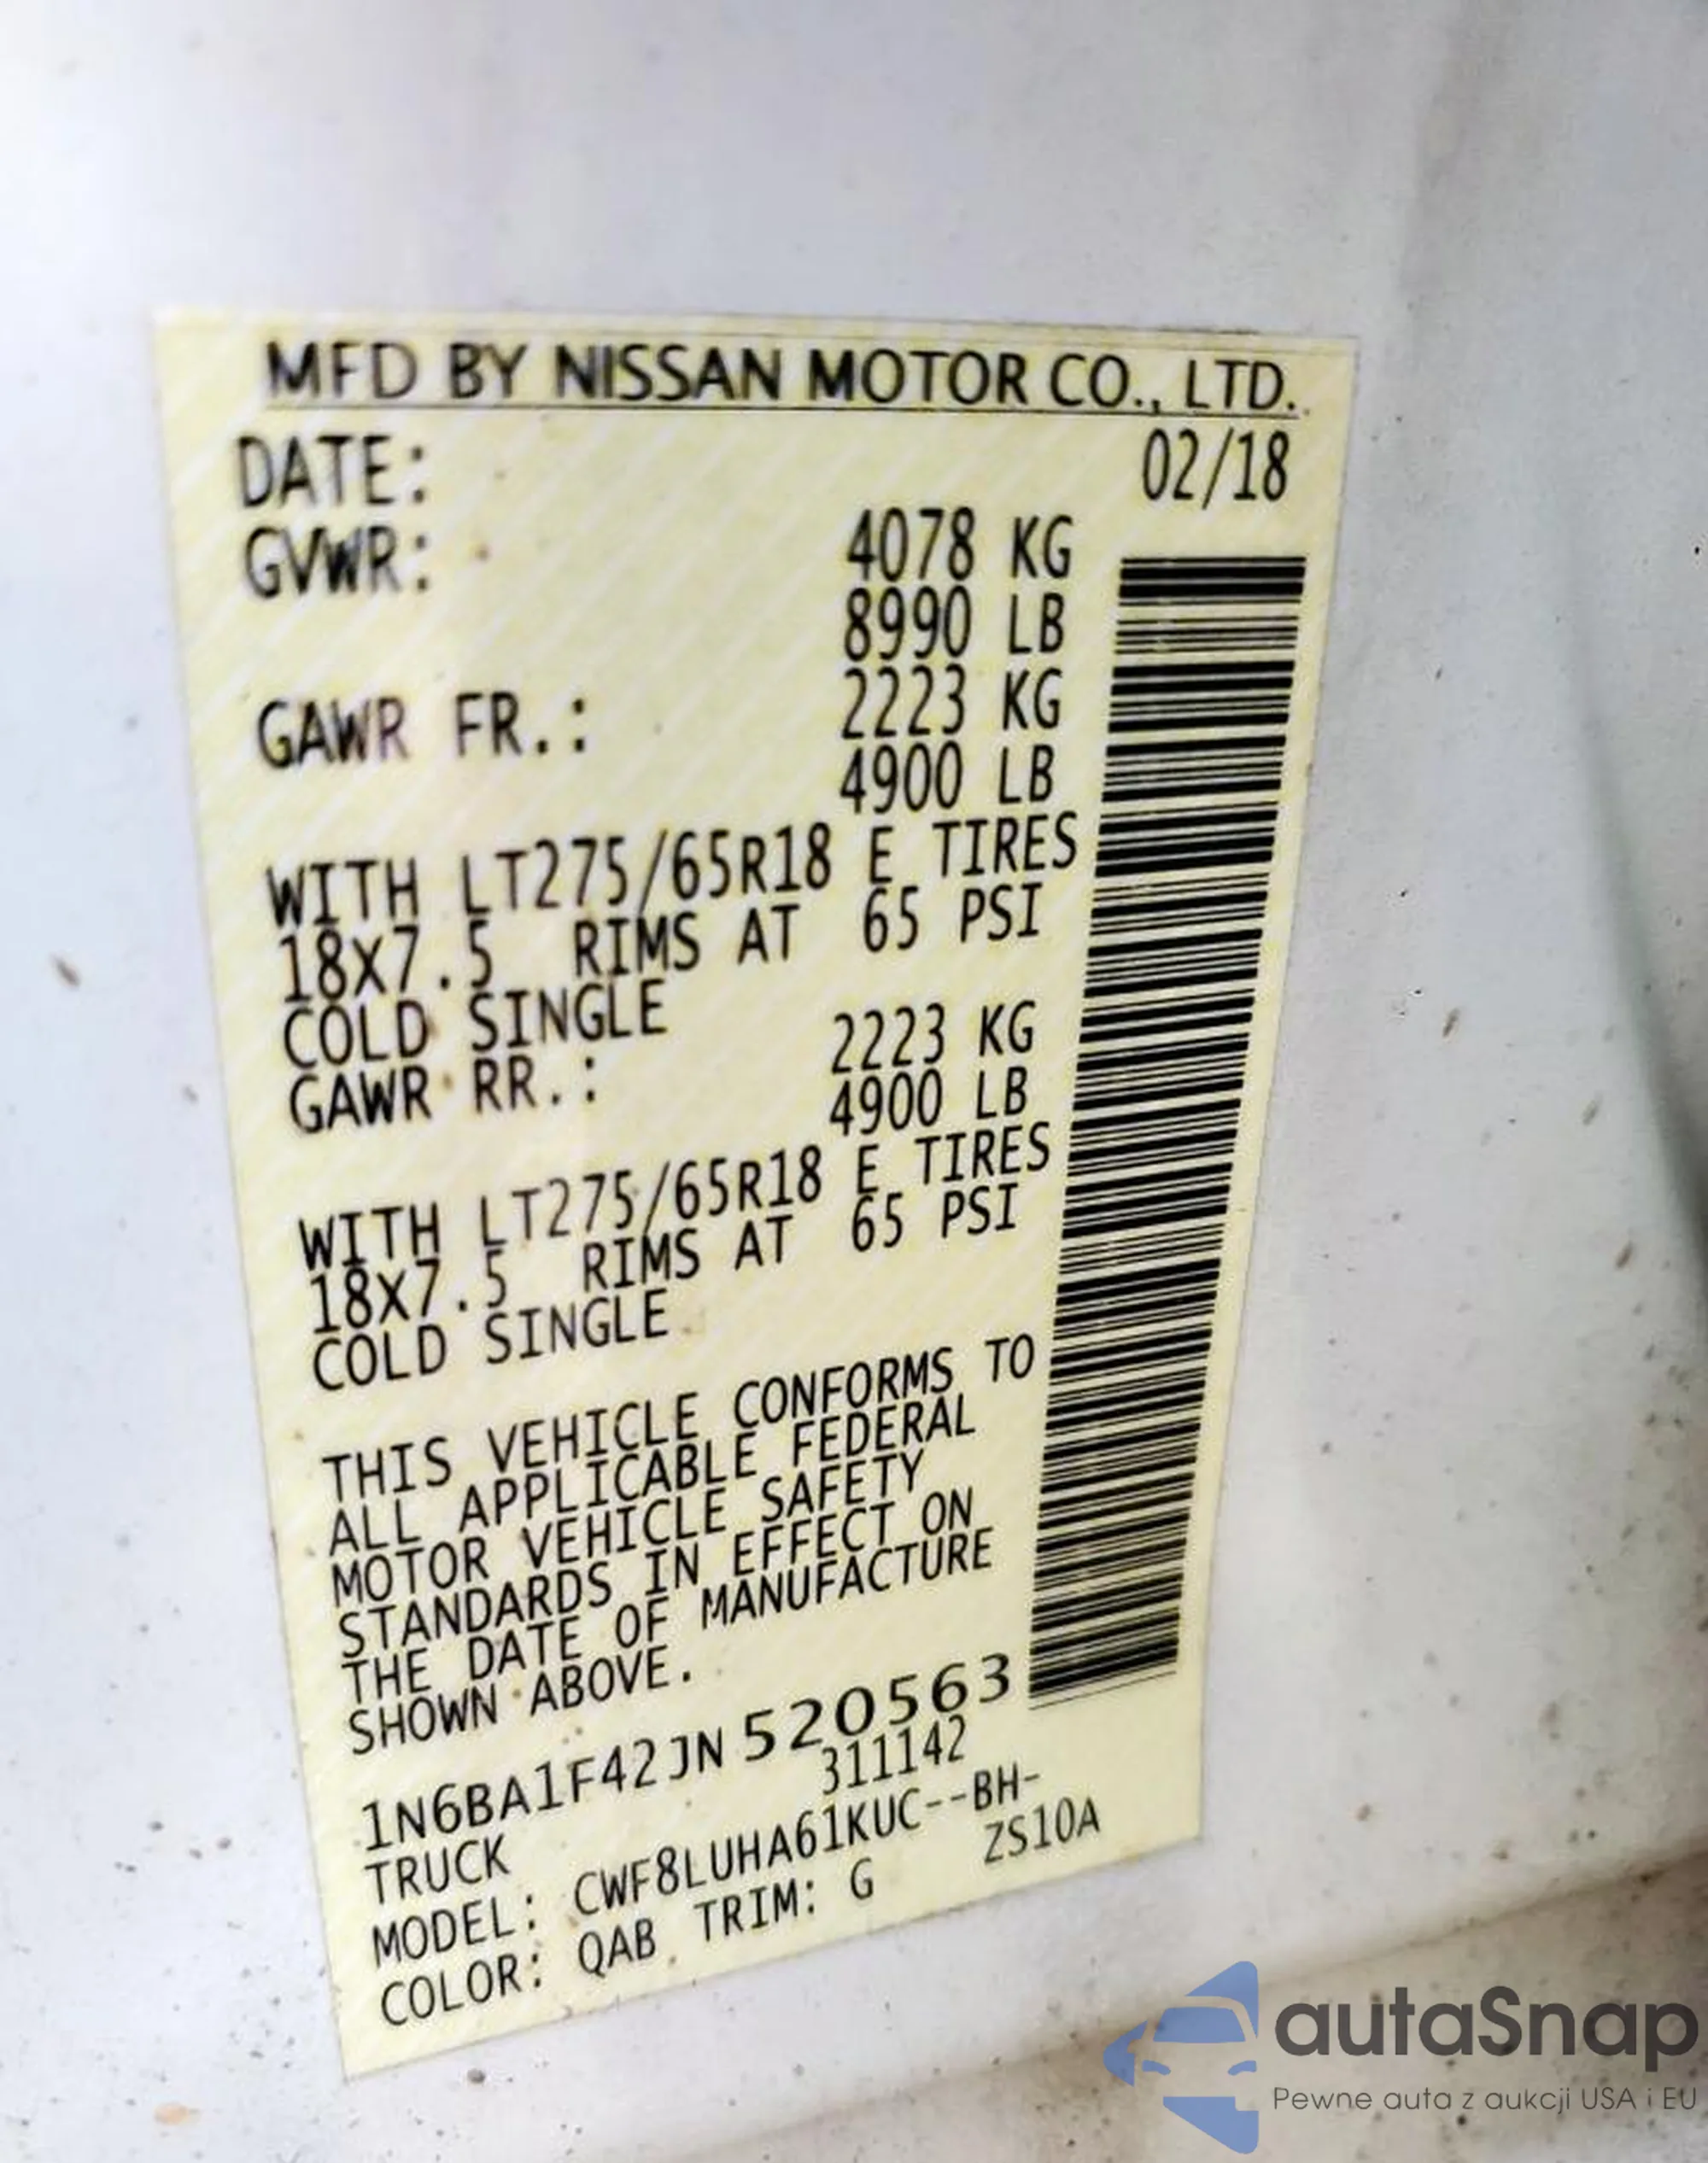 MFD BY NISSAN MOTOR CO., LTD.
DATE: 02/18
GVWR: 4078 KG
8990 LB
GAWR FR.: 2223 KG
4900 LB
WITH LT275/65R18 E TIRES
18X7.5 RIMS AT 65 PSI
COLD SINGLE
GAWR RR.: 2223 KG
4900 LB
WITH LT275/65R18 E TIRES
18X7.5 RIMS AT 65 PSI
COLD SINGLE
THIS VEHICLE CONFORMS TO
ALL APPLICABLE FEDERAL
MOTOR VEHICLE SAFETY
STANDARDS IN EFFECT ON
THE DATE OF MANUFACTURE
SHOWN ABOVE.
1N6BA1F42JN 520563
TRUCK 311142
MODEL: CWF8LUHA61KUC--BH-
COLOR: QAB TRIM: G ZS10A
autaSnap
Pewne auta z aukcji USA i EU